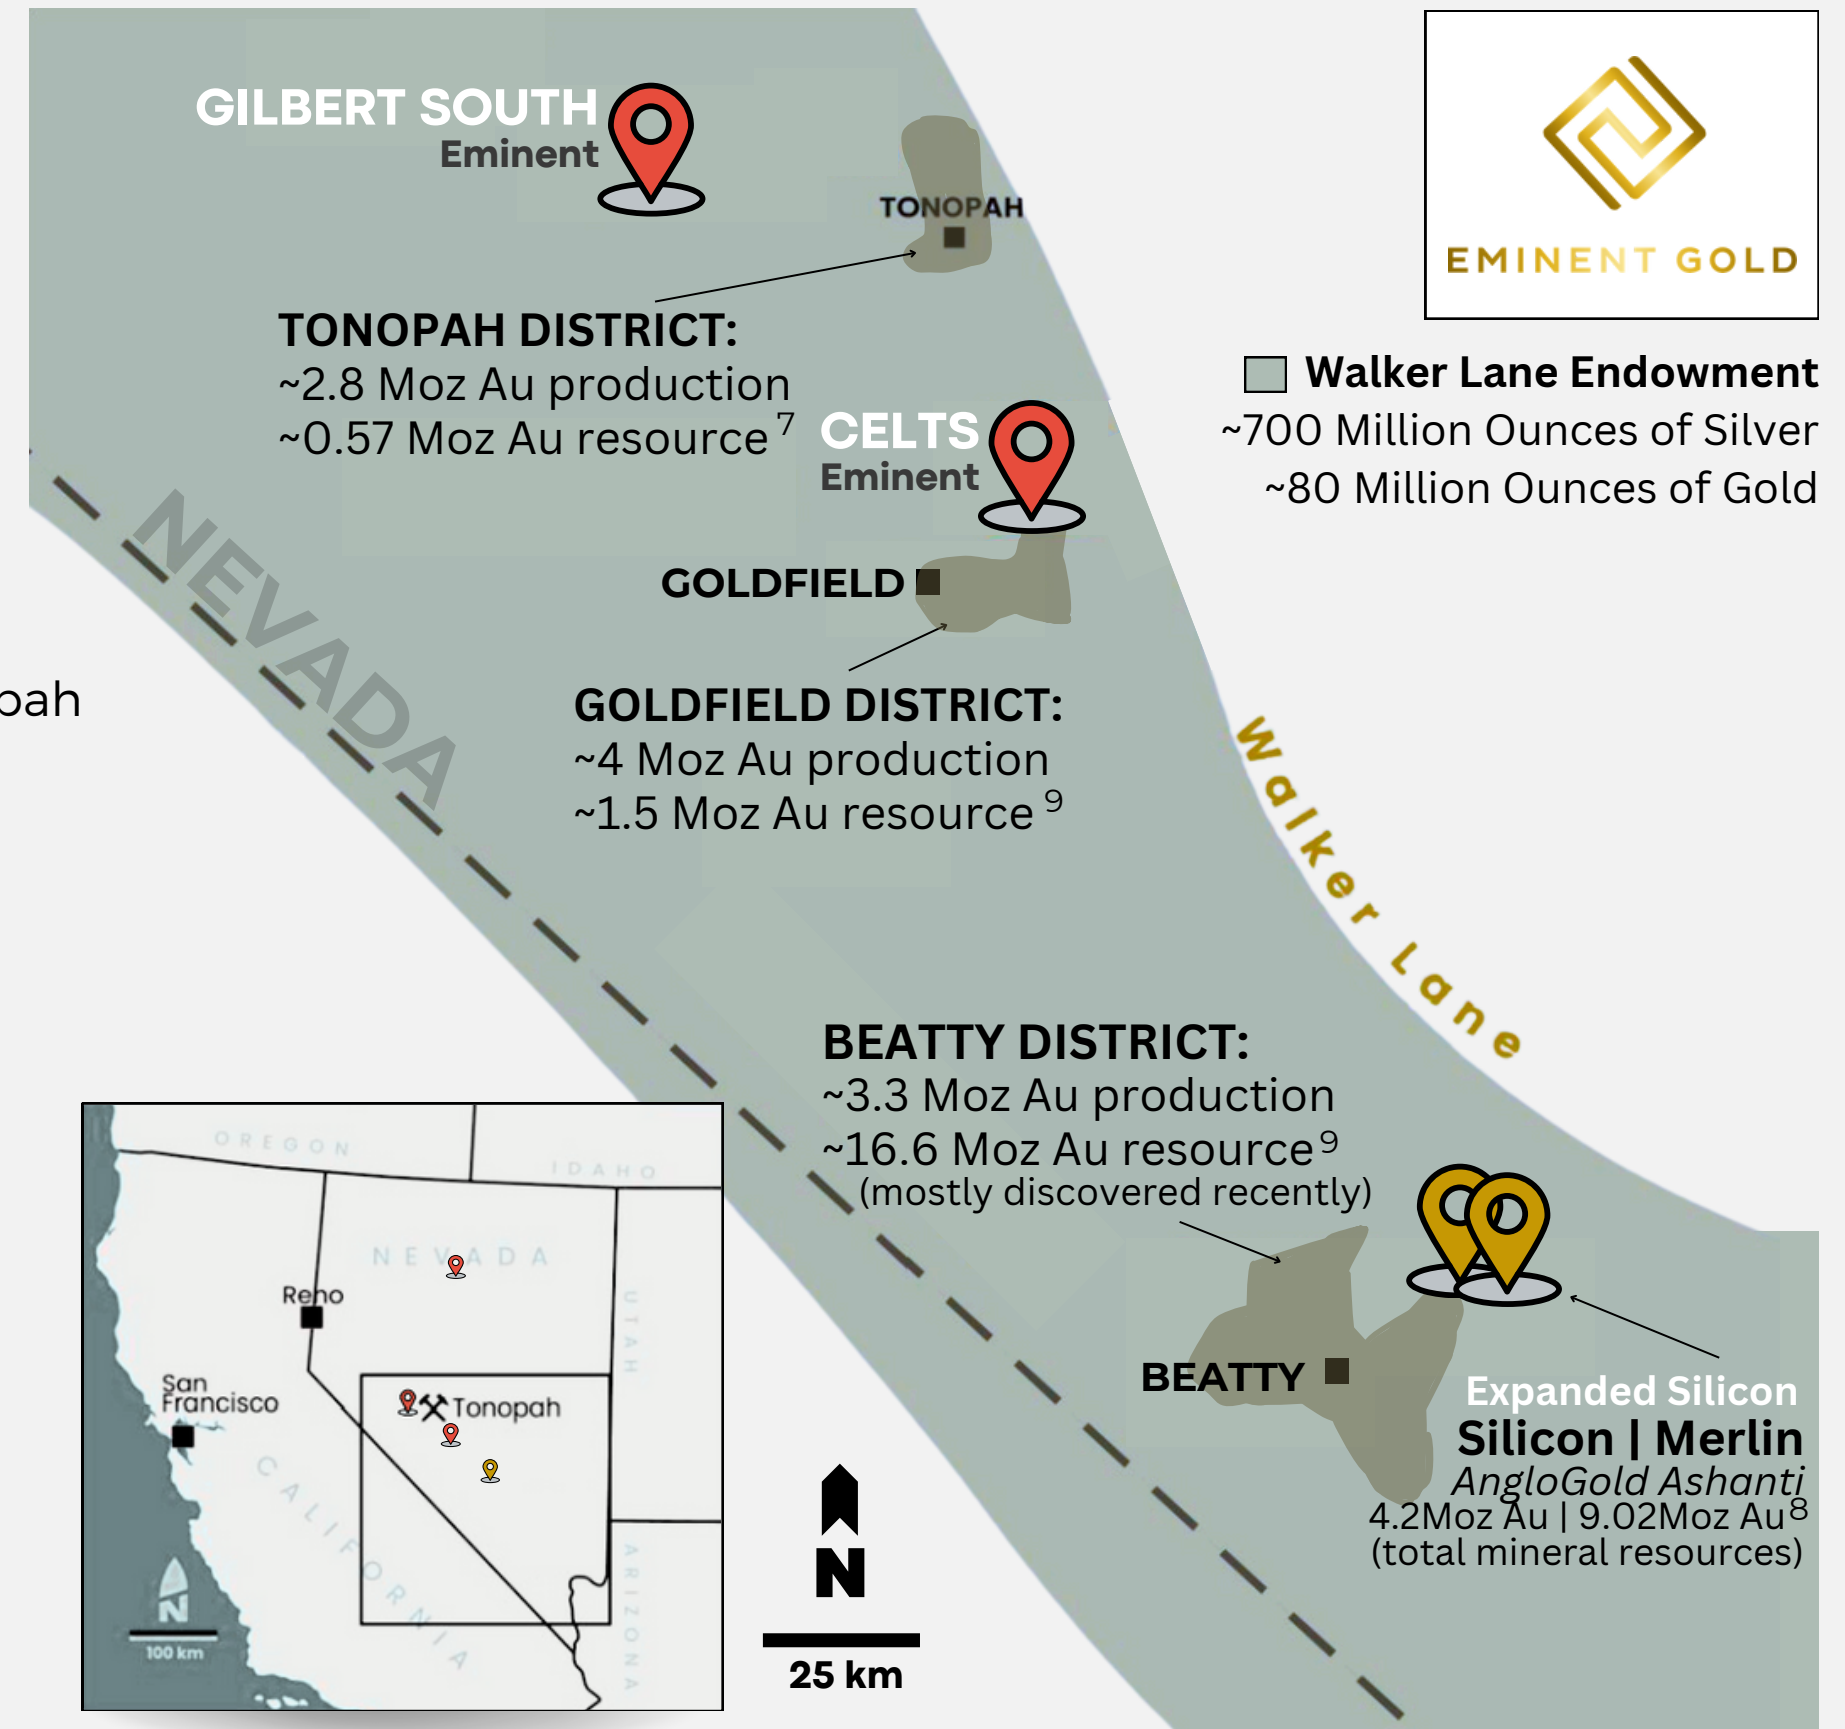 GILBERT SOUTH
Eminent
TONOPAH
EMINENT GOLD
TONOPAH DISTRICT:
~2.8 Moz Au production
~0.57 Moz Au resource 7
Walker Lane Endowment
~700 Million Ounces of Silver
~80 Million Ounces of Gold
CELTS
Eminent
NEVADA
GOLDFIELD
pah
GOLDFIELD DISTRICT:
~4 Moz Au production
~1.5 Moz Au resource 9
Walker Lane
BEATTY DISTRICT:
~3.3 Moz Au production
~16.6 Moz Au resource 9
(mostly discovered recently)
BEATTY
Expanded Silicon
Silicon | Merlin
AngloGold Ashanti
4.2Moz Au | 9.02Moz Au 8
(total mineral resources)
OREGON
IDAHO
NEVADA
Reno
UTAH
San
Francisco
Tonopah
CALIFORNIA
ARIZONA
N
100 km
N
25 km